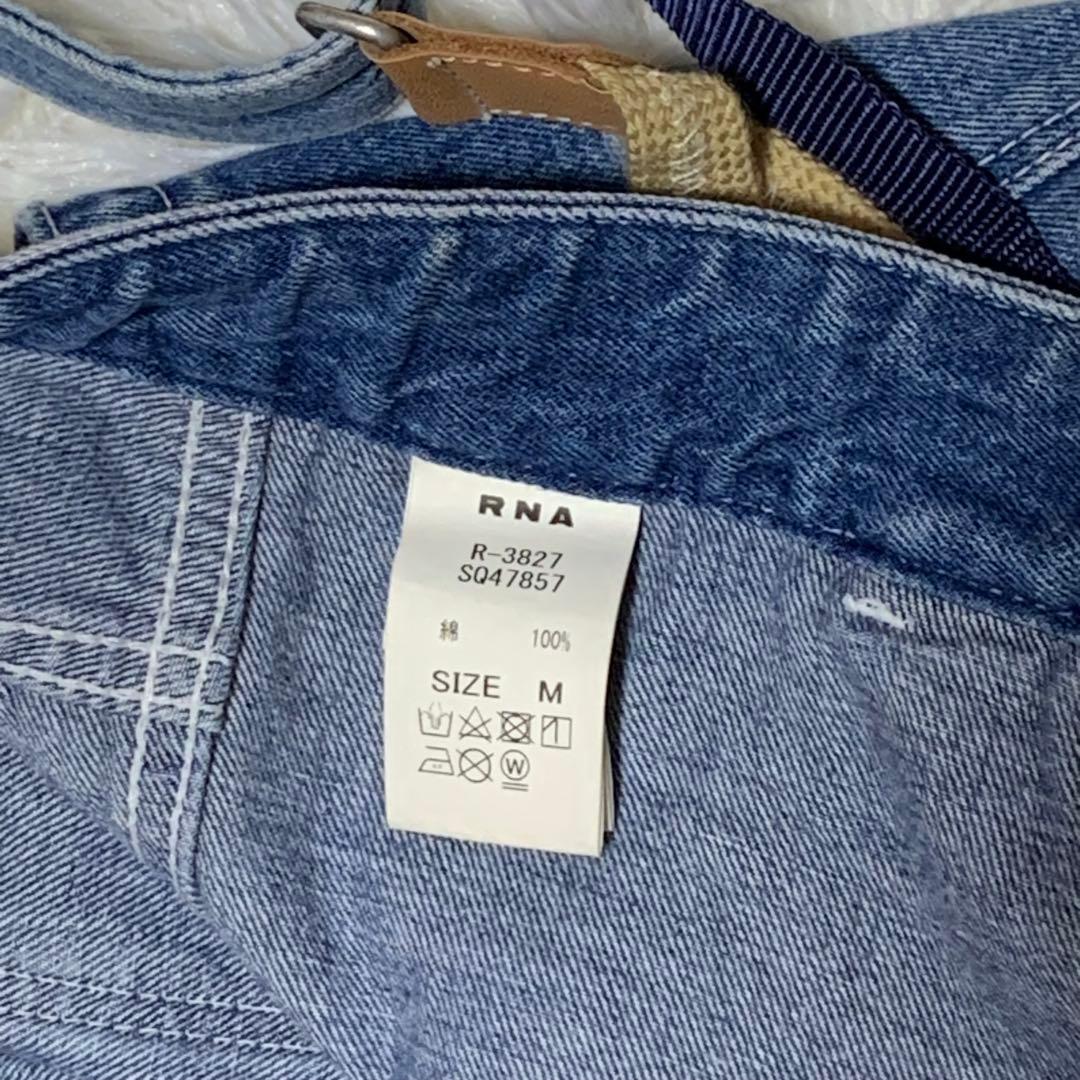 RNA
R-3827
SQ47857
綿 100%
SIZE M
W